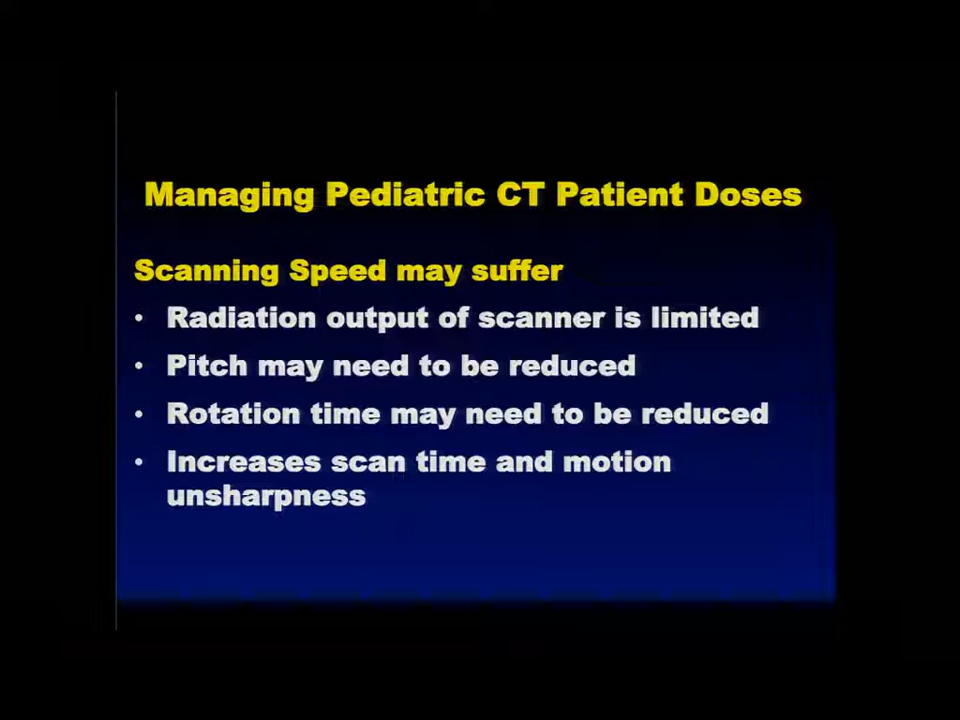 Managing Pediatric CT Patient Doses
Scanning Speed may suffer
• Radiation output of scanner is limited
• Pitch may need to be reduced
• Rotation time may need to be reduced
• Increases scan time and motion
unsharpness